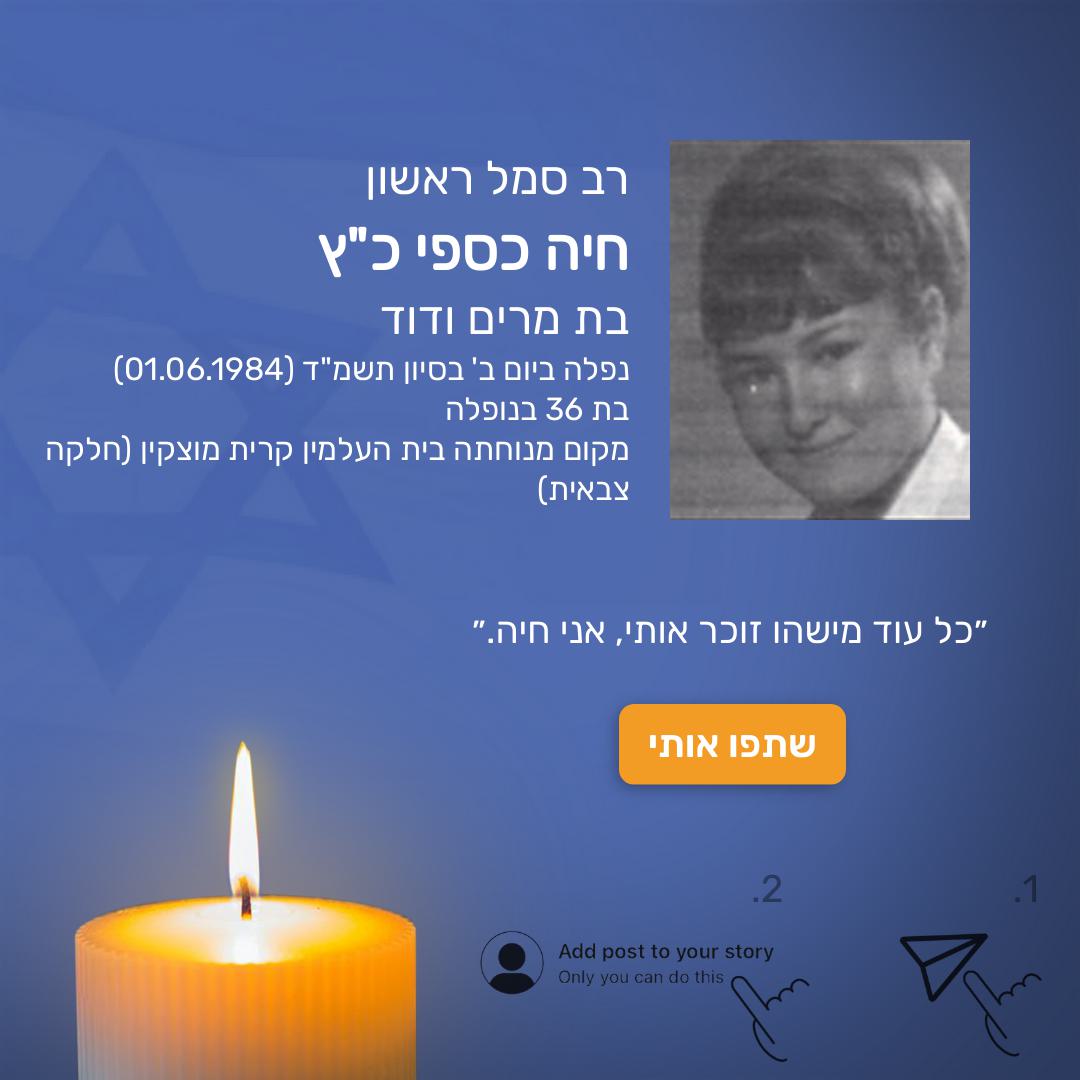 רב סמל ראשון
חיה כספי כ"ץ
בת מרים ודוד
נפלה ביום ב' בסיון תשמ"ד (01.06.1984)
בת 36 בנופלה
מקום מנוחתה בית העלמין קרית מוצקין (חלקה
צבאית)
״כל עוד מישהו זוכר אותי, אני חיה.״
שתפו אותי
1.
2.
Add post to your story
Only you can do this